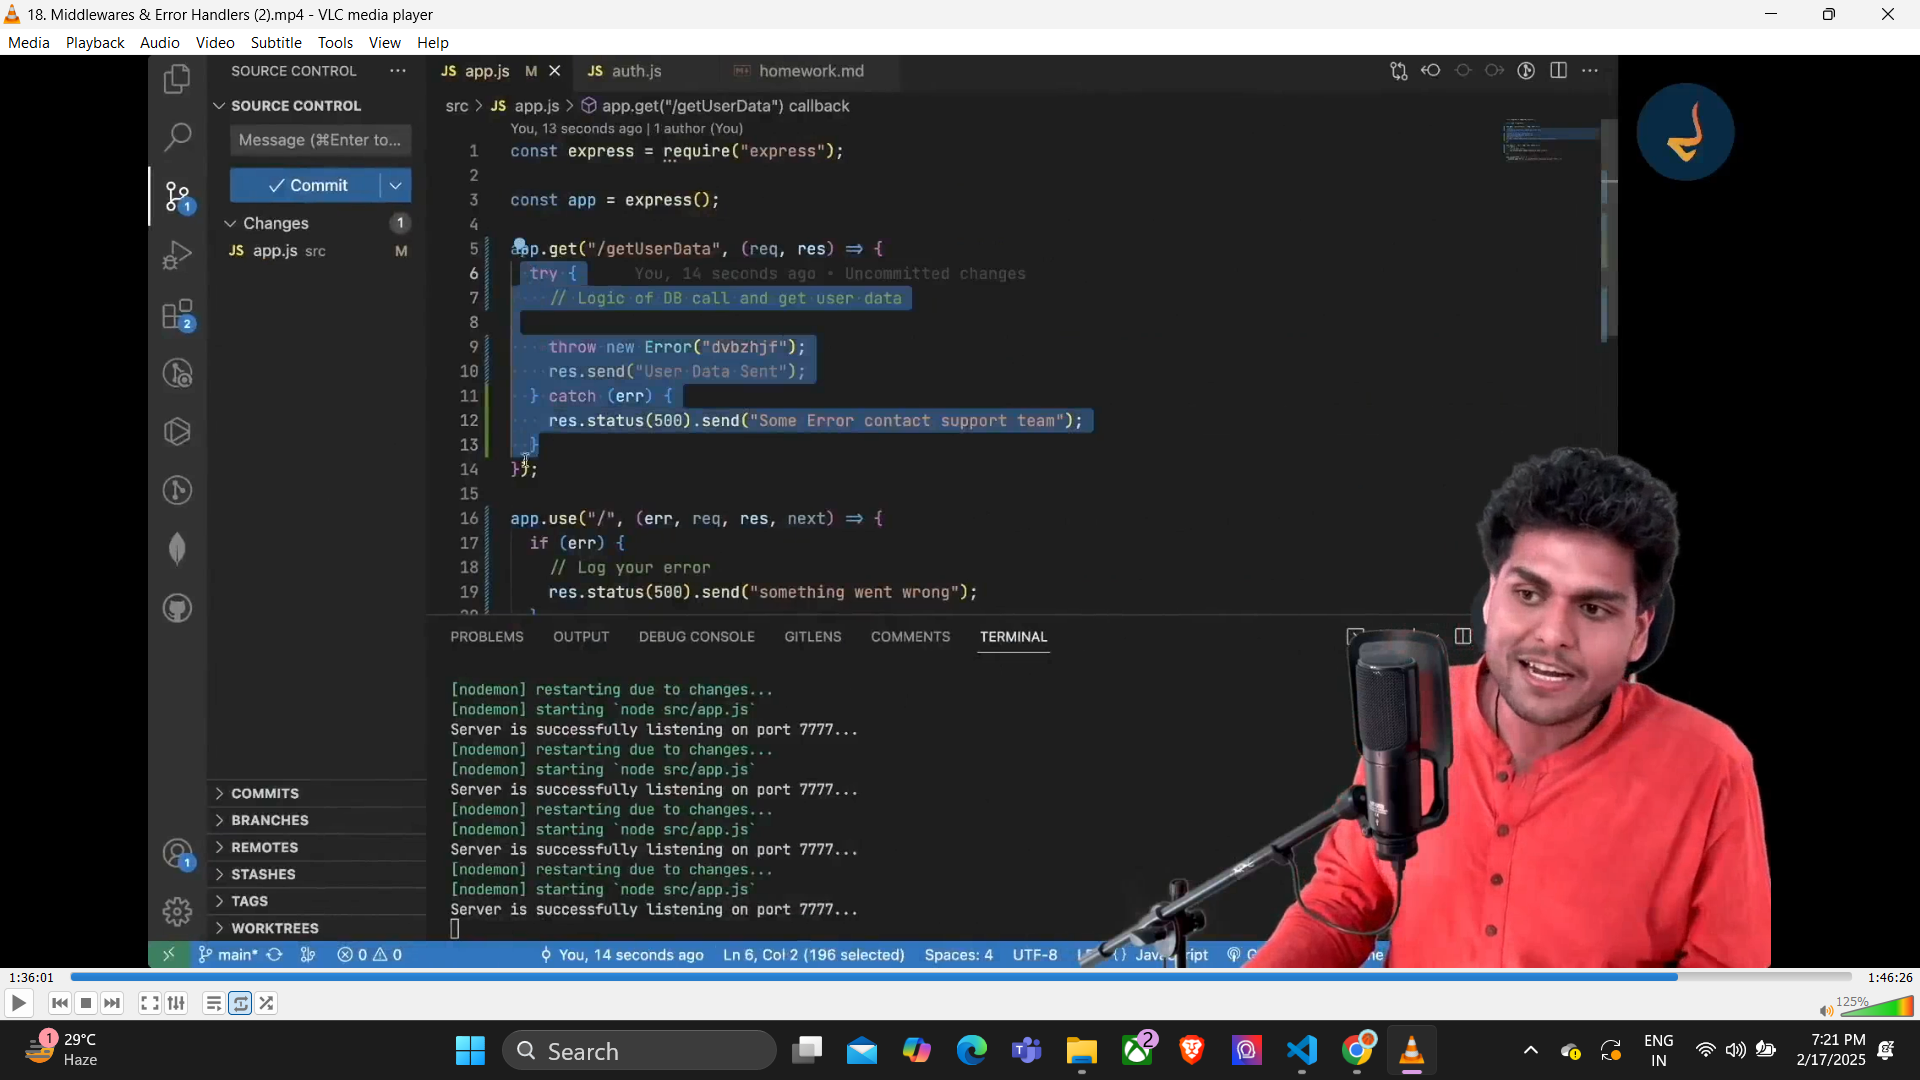 18. Middlewares & Error Handlers (2).mp4 - VLC media player
Media Playback Audio Video Subtitle Tools View Help
SOURCE CONTROL ...
JS app.js M
JS auth.js
homework.md
SOURCE CONTROL
src > JS app.js > app.get("/getUserData") callback
Message (⌘Enter to...
You, 13 seconds ago | 1 author (You)
1 const express = require("express");
2
Commit
1
3 const app = express();
4
Changes 1
5 app.get("/getUserData", (req, res) => {
JS app.js src M
6 try { You, 14 seconds ago • Uncommitted changes
7 // Logic of DB call and get user data
8
2
9 throw new Error("dvbzhjf");
10 res.send("User Data Sent");
11 } catch (err) {
12 res.status(500).send("Some Error contact support team");
13 }
14 });
15
16 app.use("/", (err, req, res, next) => {
17 if (err) {
18 // Log your error
19 res.status(500).send("something went wrong");
PROBLEMS OUTPUT DEBUG CONSOLE GITLENS COMMENTS TERMINAL
[nodemon] restarting due to changes...
[nodemon] starting `node src/app.js`
Server is successfully listening on port 7777...
[nodemon] restarting due to changes...
[nodemon] starting `node src/app.js`
Server is successfully listening on port 7777...
[nodemon] restarting due to changes...
[nodemon] starting `node src/app.js`
Server is successfully listening on port 7777...
[nodemon] restarting due to changes...
[nodemon] starting `node src/app.js`
Server is successfully listening on port 7777...
COMMITS
BRANCHES
REMOTES
1
STASHES
TAGS
WORKTREES
main* 0 0 You, 14 seconds ago Ln 6, Col 2 (196 selected) Spaces: 4 UTF-8
1:36:01 1:46:26
125%
1
29°C
Haze
Search
2
ENG
IN
7:21 PM
2/17/2025